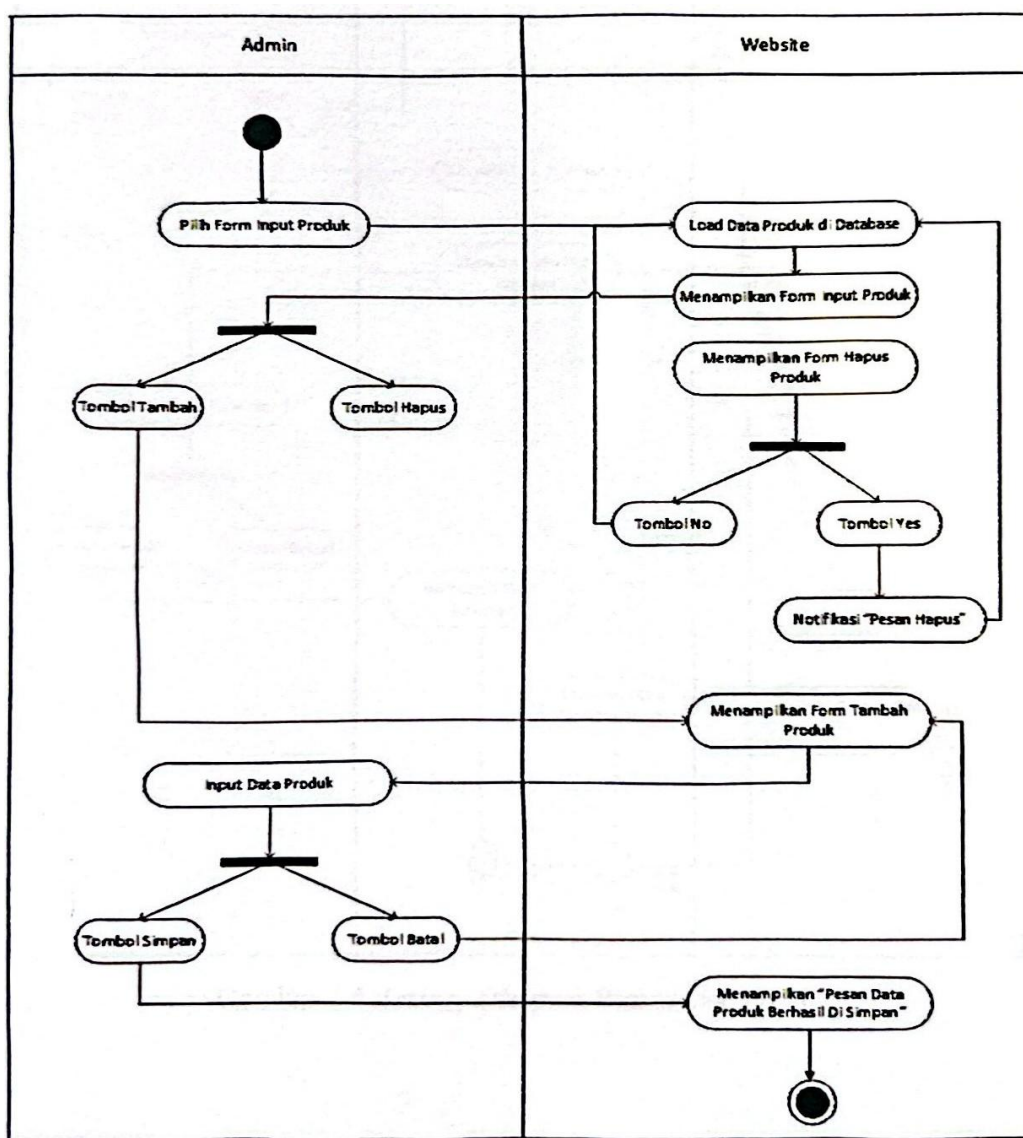 Admin
Website
Pilih Form Input Produk
Load Data Produk di Database
Menampilkan Form Input Produk
Menampilkan Form Hapus
Produk
Tombol Tambah
Tombol Hapus
Tombol No
Tombol Yes
Notifikasi "Pesan Hapus"
Menampilkan Form Tambah
Produk
Input Data Produk
Tombol Simpan
Tombol Batal
Menampilkan "Pesan Data
Produk Berhasil Di Simpan"